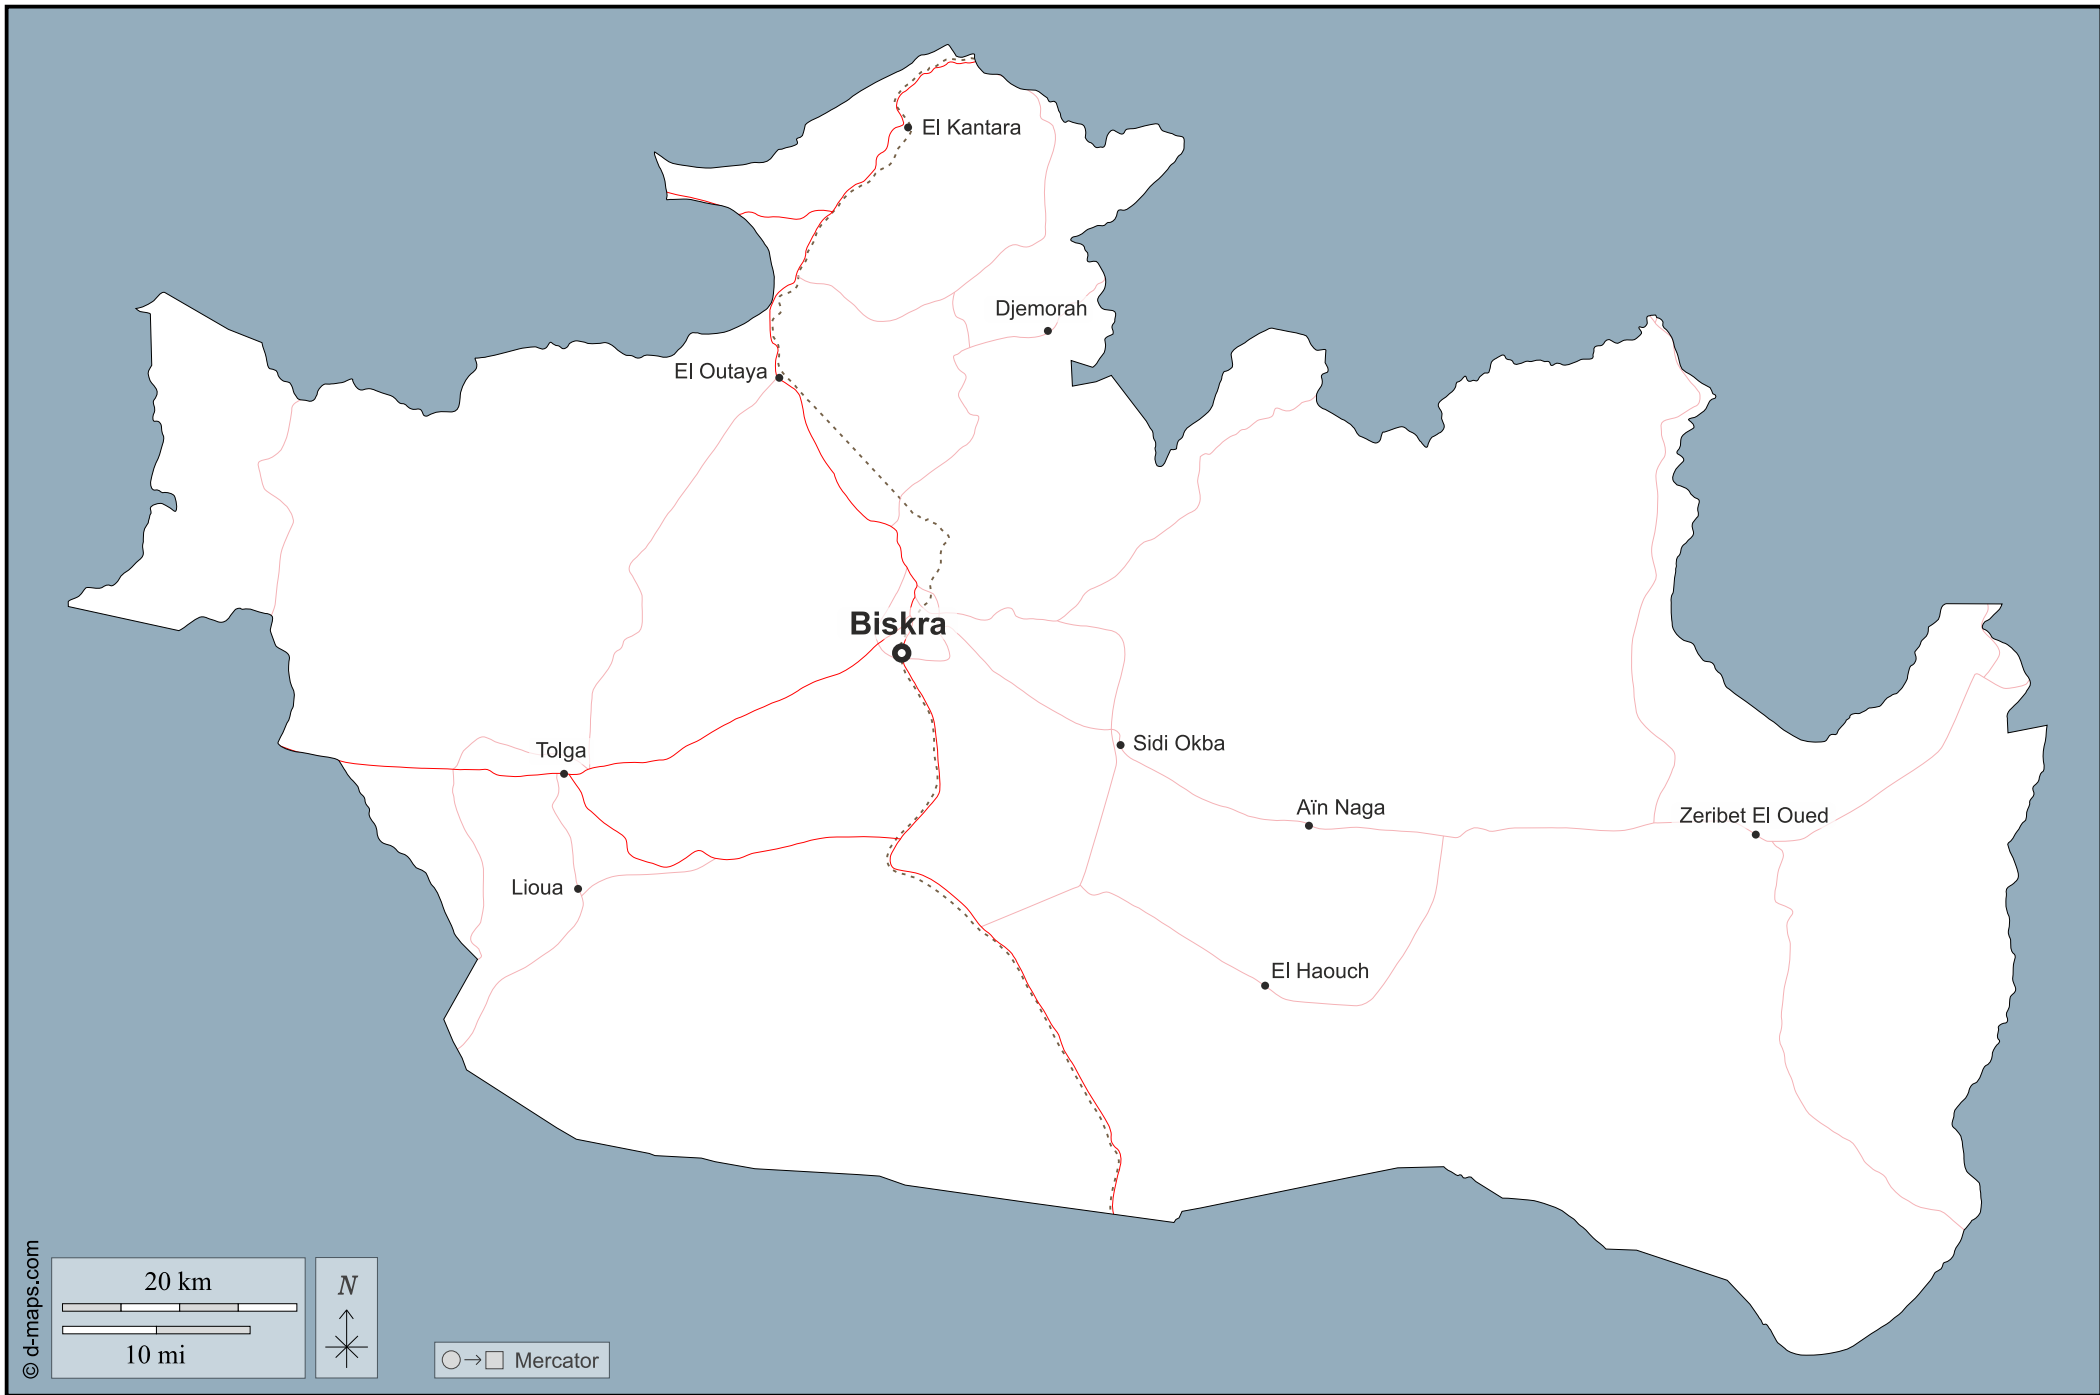 El Kantara
Djemorah
El Outaya
Biskra
Sidi Okba
Tolga
Aïn Naga
Zeribet El Oued
Lioua
El Haouch
© d-maps.com
20 km
10 mi
N
Mercator